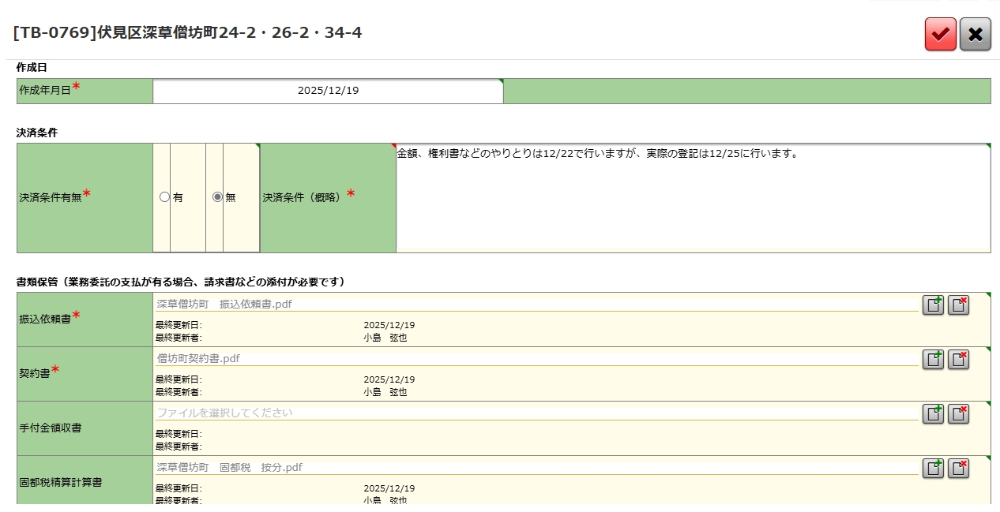 [TB-0769]伏見区深草僧坊町24-2・26-2・34-4
作成日
作成年月日* 2025/12/19
決済条件
決済条件有無* 有 無 決済条件（概略）* 金額、権利書などのやりとりは12/22で行いますが、実際の登記は12/25に行います。
書類保管（業務委託の支払が有る場合、請求書などの添付が必要です）
振込依頼書* 深草僧坊町　振込依頼書.pdf
最終更新日: 2025/12/19
最終更新者: 小島　弦也
契約書* 僧坊町契約書.pdf
最終更新日: 2025/12/19
最終更新者: 小島　弦也
手付金領収書 ファイルを選択してください
最終更新日:
最終更新者:
固都税精算計算書 深草僧坊町　固都税　按分.pdf
最終更新日: 2025/12/19
最終更新者: 小島　弦也